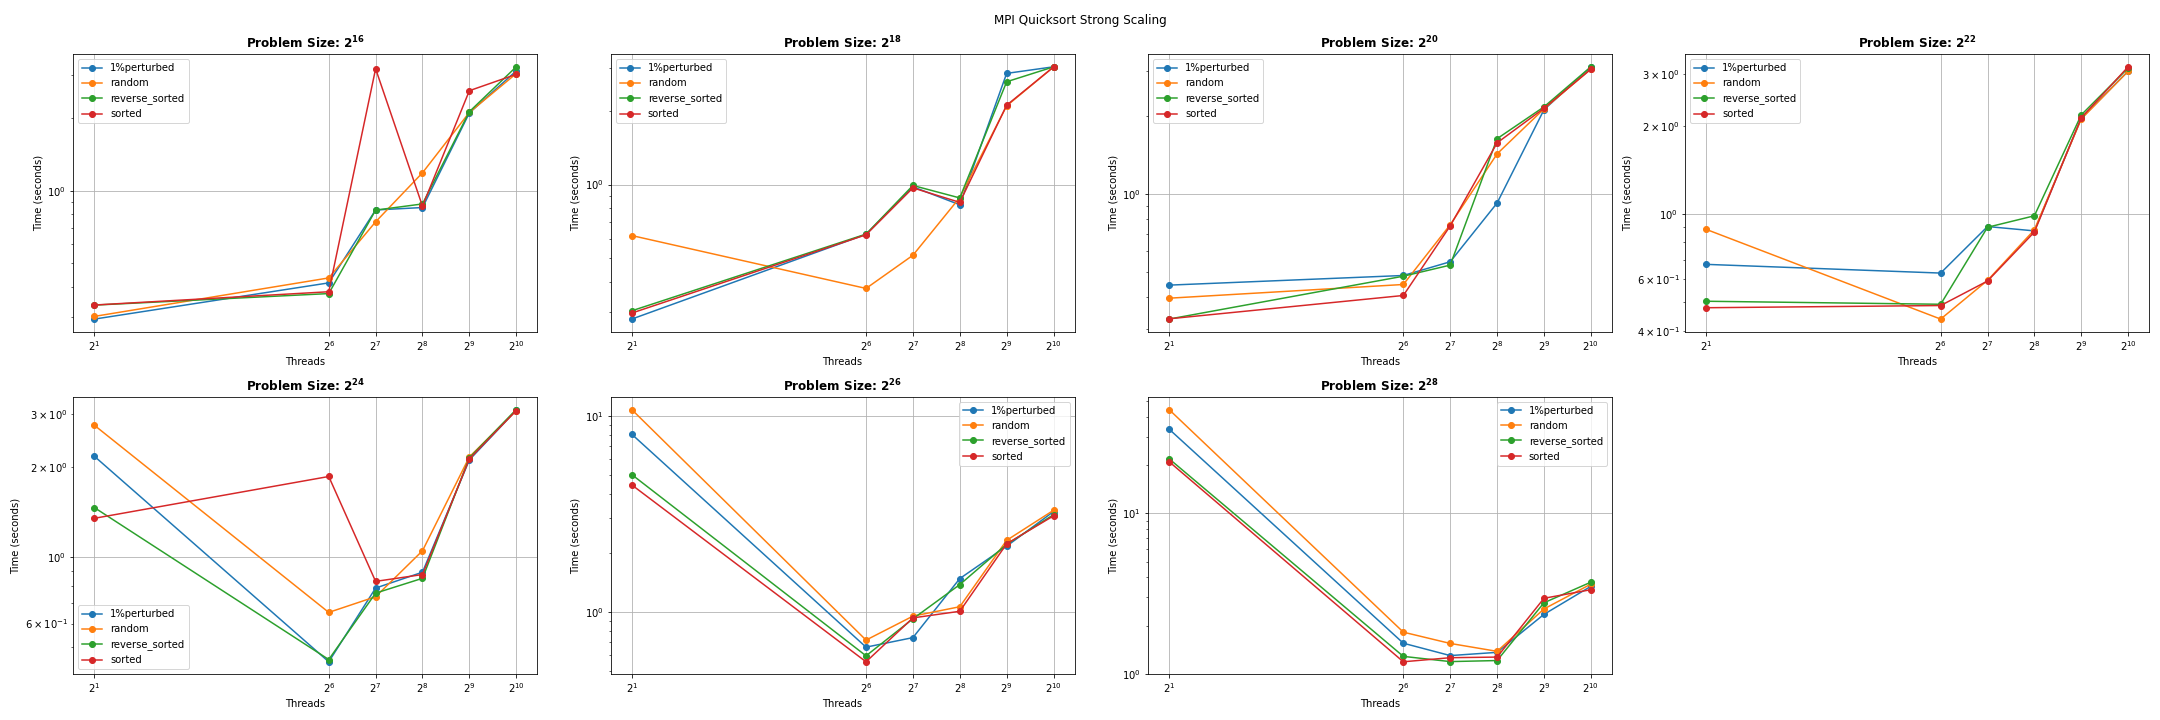 MPI Quicksort Strong Scaling
Problem Size: 2^16
1%perturbed
random
reverse_sorted
sorted
Time (seconds)
10^0
2^1 2^6 2^7 2^8 2^9 2^10
Threads
Problem Size: 2^18
1%perturbed
random
reverse_sorted
sorted
Time (seconds)
10^0
2^1 2^6 2^7 2^8 2^9 2^10
Threads
Problem Size: 2^20
1%perturbed
random
reverse_sorted
sorted
Time (seconds)
10^0
2^1 2^6 2^7 2^8 2^9 2^10
Threads
Problem Size: 2^22
1%perturbed
random
reverse_sorted
sorted
Time (seconds)
3 × 10^0
2 × 10^0
10^0
6 × 10^-1
4 × 10^-1
2^1 2^6 2^7 2^8 2^9 2^10
Threads
Problem Size: 2^24
1%perturbed
random
reverse_sorted
sorted
Time (seconds)
3 × 10^0
2 × 10^0
10^0
6 × 10^-1
2^1 2^6 2^7 2^8 2^9 2^10
Threads
Problem Size: 2^26
1%perturbed
random
reverse_sorted
sorted
Time (seconds)
10^1
10^0
2^1 2^6 2^7 2^8 2^9 2^10
Threads
Problem Size: 2^28
1%perturbed
random
reverse_sorted
sorted
Time (seconds)
10^1
10^0
2^1 2^6 2^7 2^8 2^9 2^10
Threads